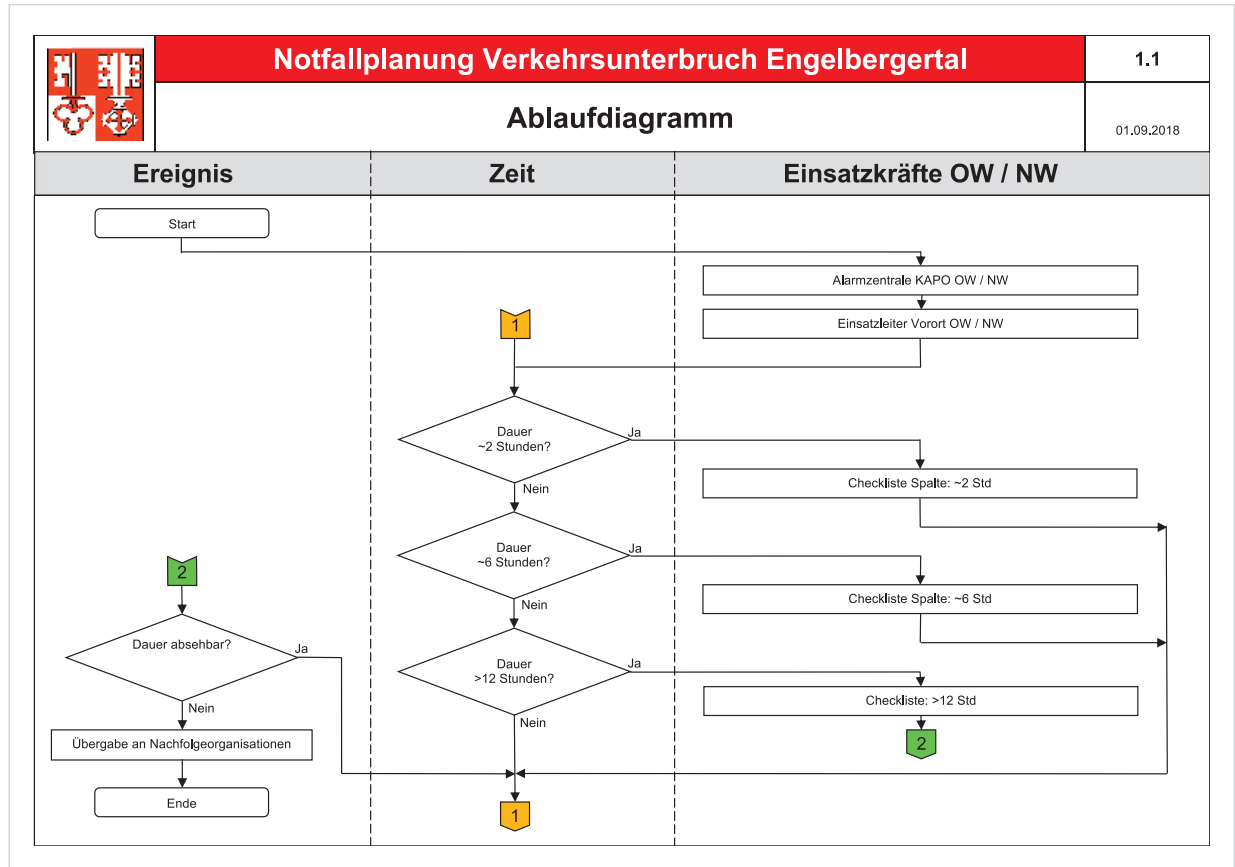 Notfallplanung Verkehrsunterbruch Engelbergertal
1.1
Ablaufdiagramm
01.09.2018
Ereignis
Zeit
Einsatzkräfte OW / NW
Start
Alarmzentrale KAPO OW / NW
Einsatzleiter Vorort OW / NW
1
Dauer
~2 Stunden?
Ja
Nein
Checkliste Spalte: ~2 Std
Dauer
~6 Stunden?
Ja
Nein
Checkliste Spalte: ~6 Std
2
Dauer absehbar?
Ja
Nein
Dauer
>12 Stunden?
Ja
Nein
Checkliste: >12 Std
2
Übergabe an Nachfolgeorganisationen
Ende
1